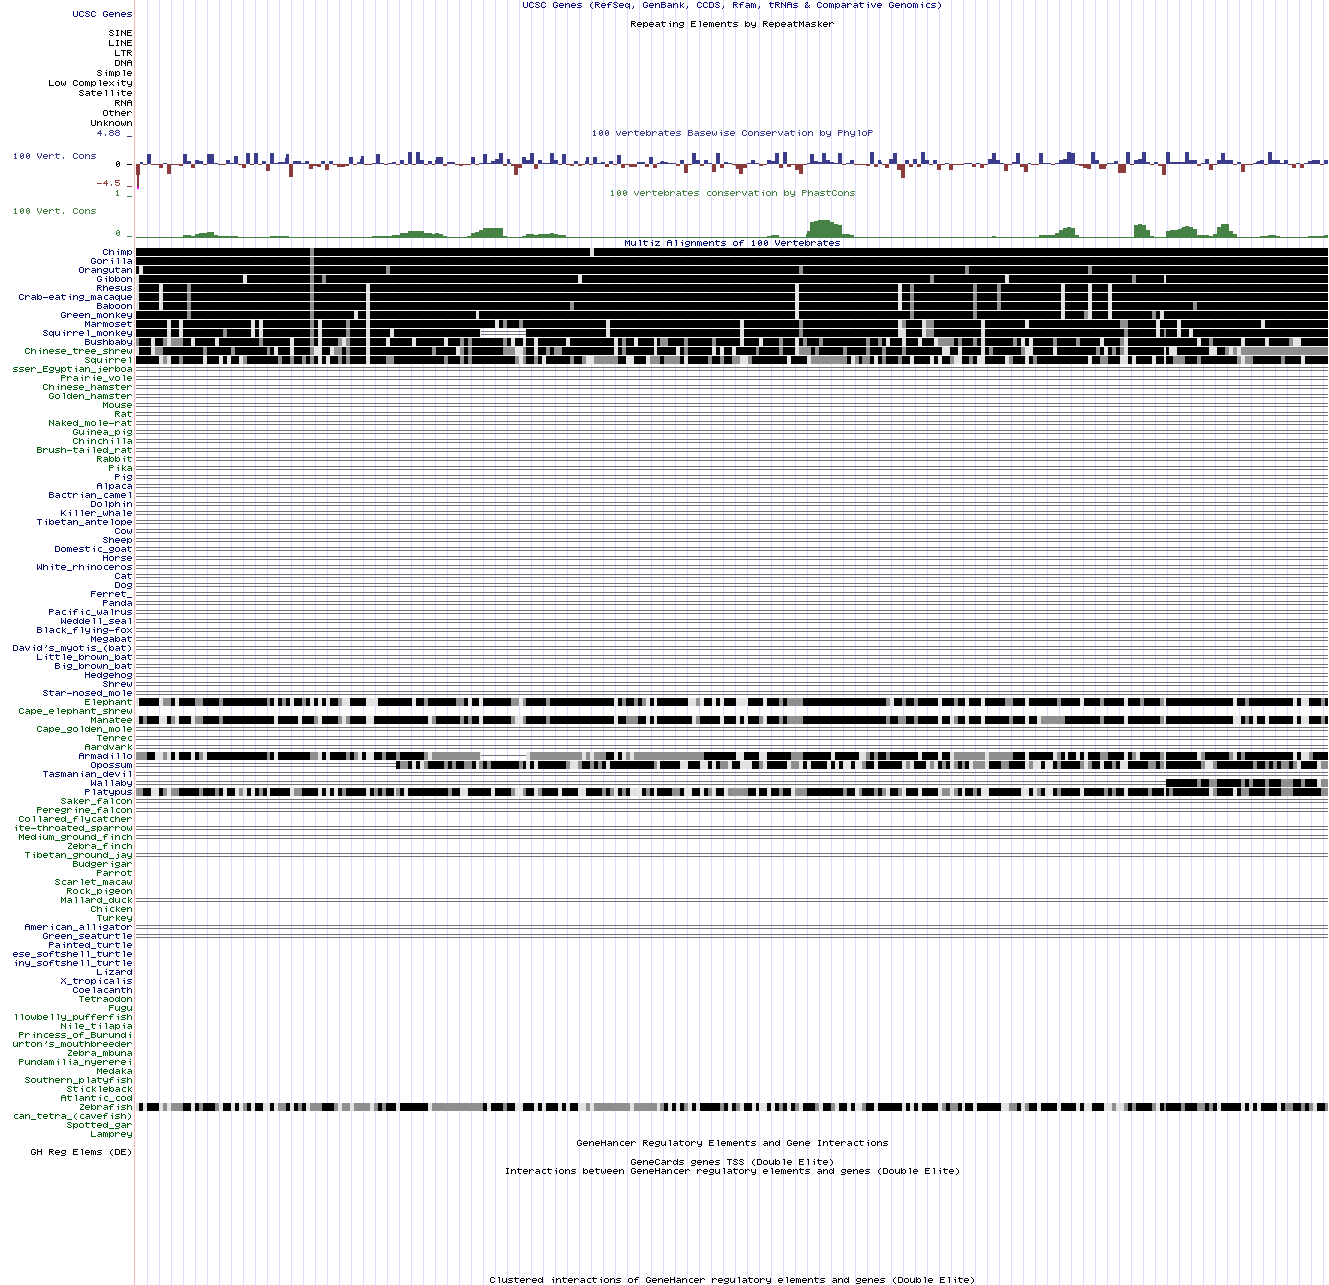 UCSC Genes (RefSeq, GenBank, CCDS, Rfam, tRNAs & Comparative Genomics)
UCSC Genes
Repeating Elements by RepeatMasker
SINE
LINE
LTR
DNA
Simple
Low Complexity
Satellite
RNA
Other
Unknown
100 vertebrates Basewise Conservation by PhyloP
4.88 _
100 Vert. Cons
0 -
-4.5 _
100 vertebrates conservation by PhastCons
1 _
100 Vert. Cons
0 _
Multiz Alignments of 100 Vertebrates
Chimp
Gorilla
Orangutan
Gibbon
Rhesus
Crab-eating_macaque
Baboon
Green_monkey
Marmoset
Squirrel_monkey
Bushbaby
Chinese_tree_shrew
Squirrel
sser_Egyptian_jerboa
Prairie_vole
Chinese_hamster
Golden_hamster
Mouse
Rat
Naked_mole-rat
Guinea_pig
Chinchilla
Brush-tailed_rat
Rabbit
Pika
Pig
Alpaca
Bactrian_camel
Dolphin
Killer_whale
Tibetan_antelope
Cow
Sheep
Domestic_goat
Horse
White_rhinoceros
Cat
Dog
Ferret_
Panda
Pacific_walrus
Weddell_seal
Black_flying-fox
Megabat
David's_myotis_(bat)
Little_brown_bat
Big_brown_bat
Hedgehog
Shrew
Star-nosed_mole
Elephant
Cape_elephant_shrew
Manatee
Cape_golden_mole
Tenrec
Aardvark
Armadillo
Opossum
Tasmanian_devil
Wallaby
Platypus
Saker_falcon
Peregrine_falcon
Collared_flycatcher
ite-throated_sparrow
Medium_ground_finch
Zebra_finch
Tibetan_ground_jay
Budgerigar
Parrot
Scarlet_macaw
Rock_pigeon
Mallard_duck
Chicken
Turkey
American_alligator
Green_seaturtle
Painted_turtle
ese_softshell_turtle
iny_softshell_turtle
Lizard
X_tropicalis
Coelacanth
Tetraodon
Fugu
llowbelly_pufferfish
Nile_tilapia
Princess_of_Burundi
urton's_mouthbreeder
Zebra_mbuna
Pundamilia_nyererei
Medaka
Southern_platyfish
Stickleback
Atlantic_cod
Zebrafish
can_tetra_(cavefish)
Spotted_gar
Lamprey
GeneHancer Regulatory Elements and Gene Interactions
GH Reg Elems (DE)
GeneCards genes TSS (Double Elite)
Interactions between GeneHancer regulatory elements and genes (Double Elite)
Clustered interactions of GeneHancer regulatory elements and genes (Double Elite)